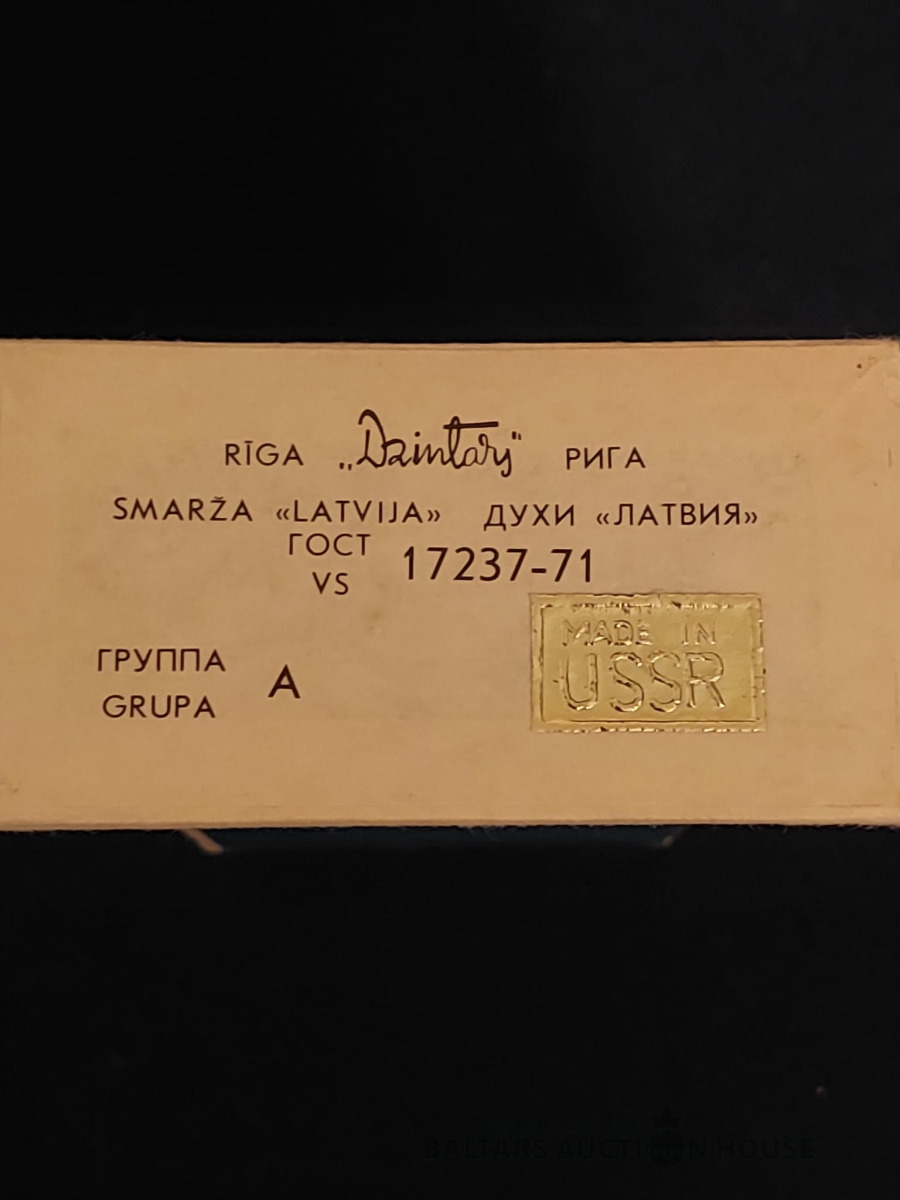 RĪGA „Dzintars" РИГА
SMARŽA «LATVIJA» ДУХИ «ЛАТВИЯ»
ГОСТ
VS 17237-71
ГРУППА
GRUPA A
MADE IN
USSR
BALTARS AUCTION HOUSE